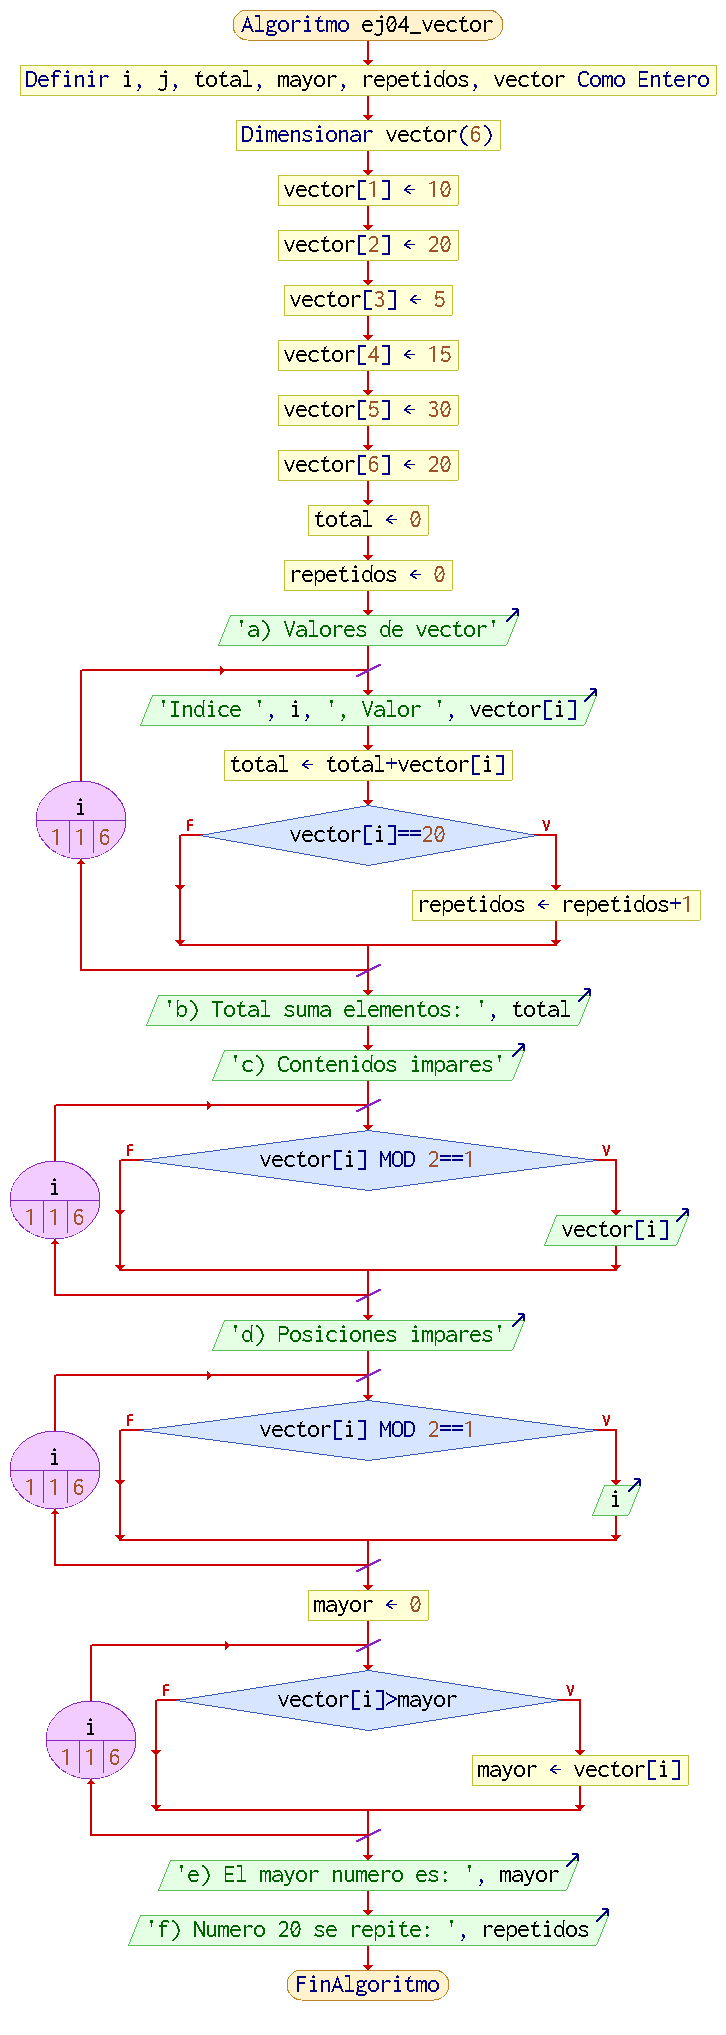 Algoritmo ej04_vector
Definir i, j, total, mayor, repetidos, vector Como Entero
Dimensionar vector(6)
vector[1] ← 10
vector[2] ← 20
vector[3] ← 5
vector[4] ← 15
vector[5] ← 30
vector[6] ← 20
total ← 0
repetidos ← 0
'a) Valores de vector'
'Indice ', i, ', Valor ', vector[i]
total ← total+vector[i]
i
1 1 6
F
vector[i]==20
V
repetidos ← repetidos+1
'b) Total suma elementos: ', total
'c) Contenidos impares'
F
vector[i] MOD 2==1
V
i
1 1 6
vector[i]
'd) Posiciones impares'
F
vector[i] MOD 2==1
V
i
1 1 6
i
mayor ← 0
F
vector[i]>mayor
V
i
1 1 6
mayor ← vector[i]
'e) El mayor numero es: ', mayor
'f) Numero 20 se repite: ', repetidos
FinAlgoritmo